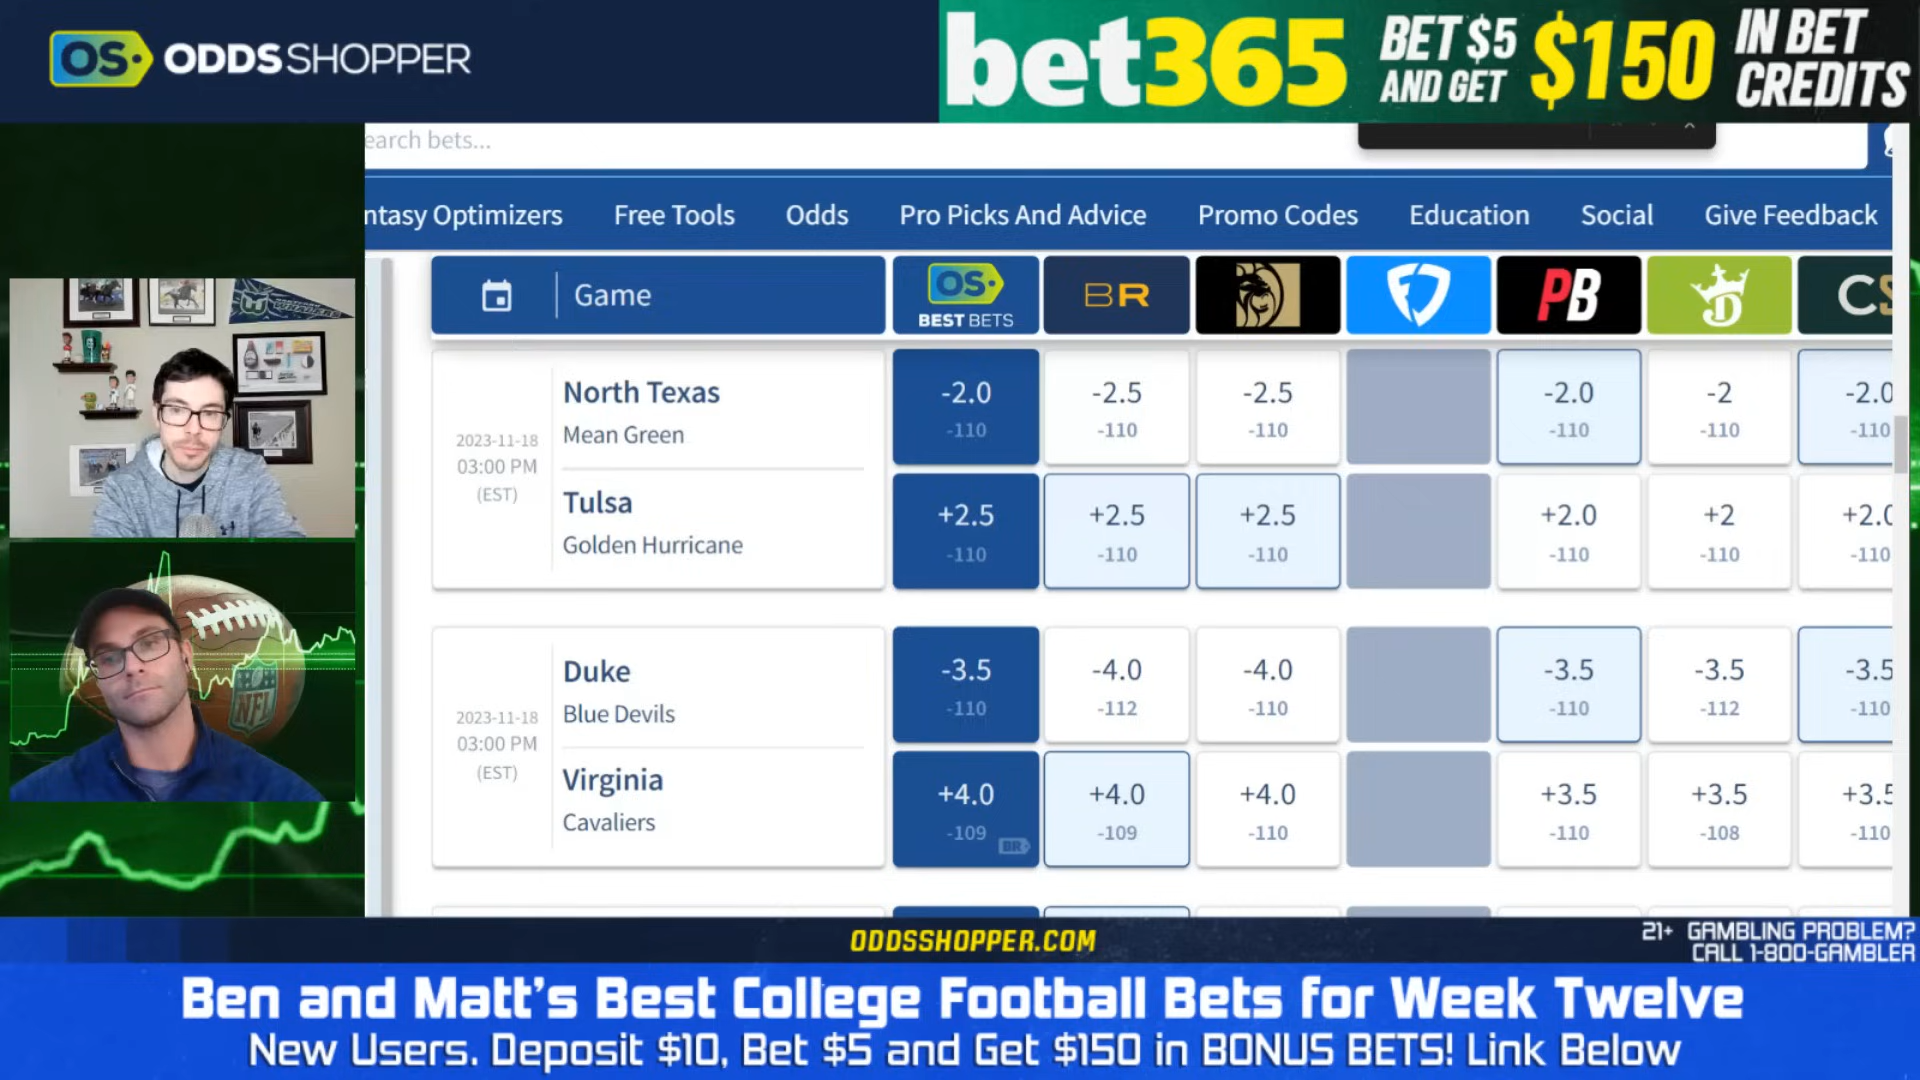 OS ODDSSHOPPER
bet365 BET $5 AND GET $150 IN BET CREDITS
earch bets...
ntasy Optimizers Free Tools Odds Pro Picks And Advice Promo Codes Education Social Give Feedback
Game OS BEST BETS BR PB D CS
North Texas -2.0 -2.5 -2.5 -2.0 -2 -2.0
Mean Green -110 -110 -110 -110 -110 -110
2023-11-18
03:00 PM
(EST)
Tulsa +2.5 +2.5 +2.5 +2.0 +2 +2.0
Golden Hurricane -110 -110 -110 -110 -110 -110
Duke -3.5 -4.0 -4.0 -3.5 -3.5 -3.5
Blue Devils -110 -112 -110 -110 -112 -110
2023-11-18
03:00 PM
(EST)
Virginia +4.0 +4.0 +4.0 +3.5 +3.5 +3.5
Cavaliers -109 BR -109 -110 -110 -108 -110
NFL
ODDSSHOPPER.COM
21+ GAMBLING PROBLEM?
CALL 1-800-GAMBLER
Ben and Matt's Best College Football Bets for Week Twelve
New Users. Deposit $10, Bet $5 and Get $150 in BONUS BETS! Link Below